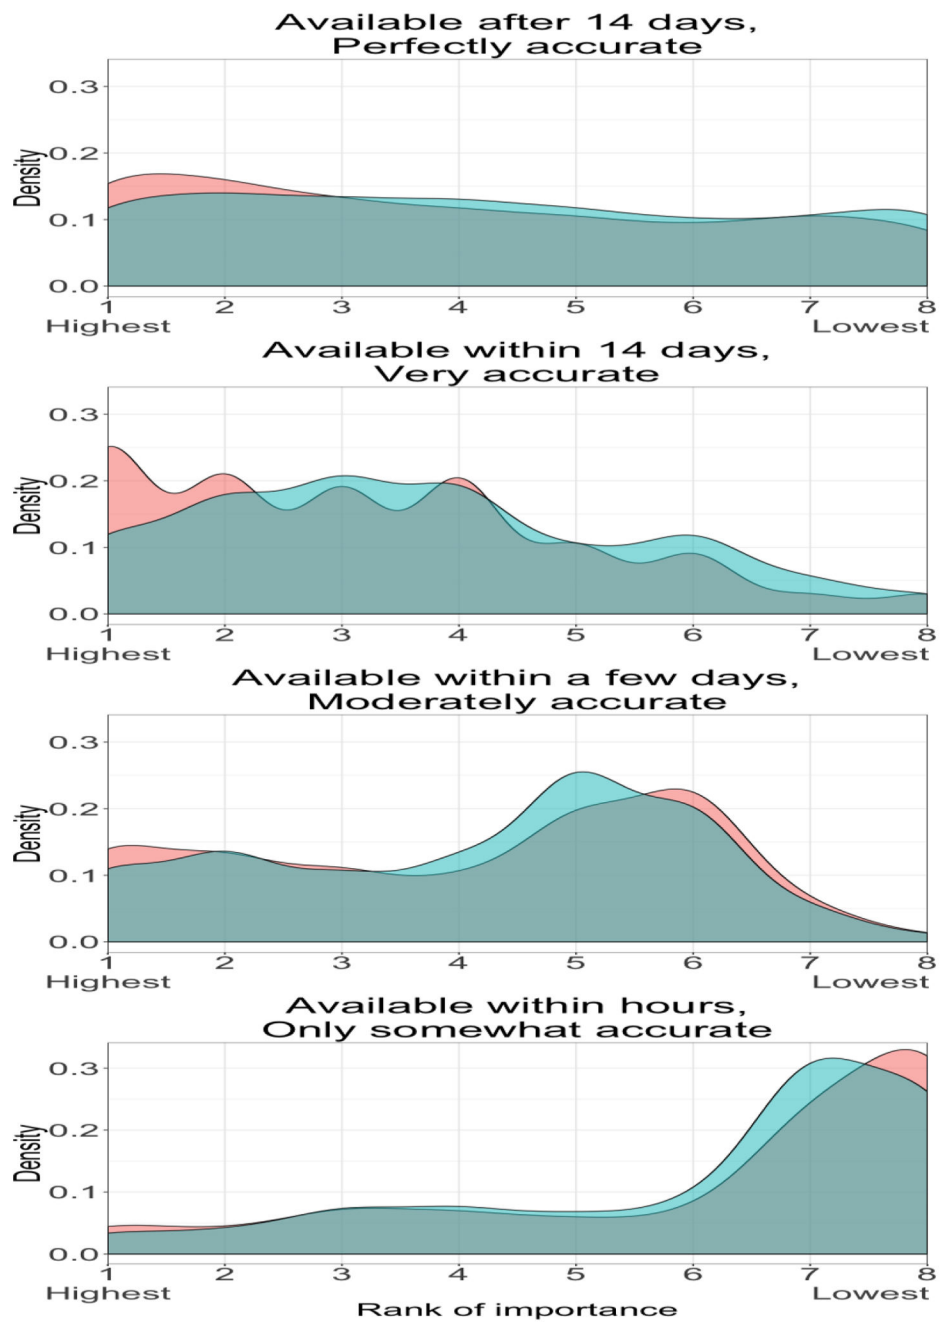 Available after 14 days,
Perfectly accurate
Density
0.3
0.2
0.1
0.0
1 2 3 4 5 6 7 8
Highest Lowest
Available within 14 days,
Very accurate
Density
0.3
0.2
0.1
0.0
1 2 3 4 5 6 7 8
Highest Lowest
Available within a few days,
Moderately accurate
Density
0.3
0.2
0.1
0.0
1 2 3 4 5 6 7 8
Highest Lowest
Available within hours,
Only somewhat accurate
Density
0.3
0.2
0.1
0.0
1 2 3 4 5 6 7 8
Highest Lowest
Rank of importance